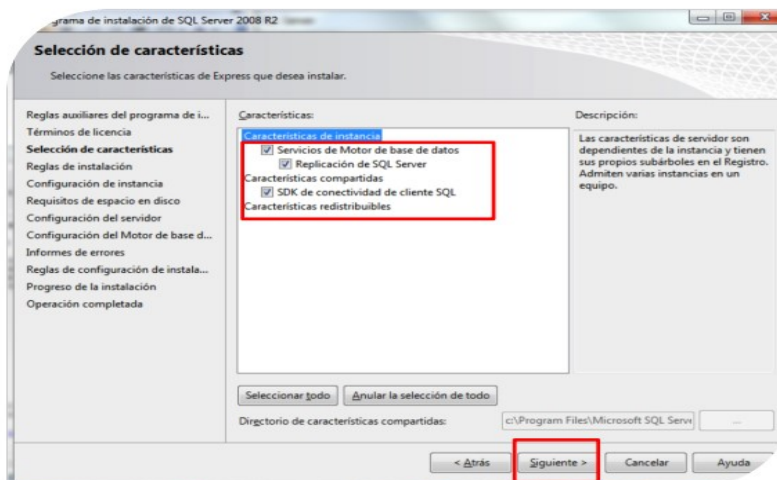 grama de instalación de SQL Server 2008 R2
Selección de características
Seleccione las características de Express que desea instalar.
Reglas auxiliares del programa de i...
Términos de licencia
Selección de características
Reglas de instalación
Configuración de instancia
Requisitos de espacio en disco
Configuración del servidor
Configuración del Motor de base d...
Informes de errores
Reglas de configuración de instala...
Progreso de la instalación
Operación completada
Características:
Características de instancia
Servicios de Motor de base de datos
Replicación de SQL Server
Características compartidas
SDK de conectividad de cliente SQL
Características redistribuibles
Descripción:
Las características de servidor son
dependientes de la instancia y tienen
sus propios subárboles en el Registro.
Admiten varias instancias en un
equipo.
Seleccionar todo
Anular la selección de todo
Directorio de características compartidas:
c:\Program Files\Microsoft SQL Serve
...
< Atrás
Siguiente >
Cancelar
Ayuda